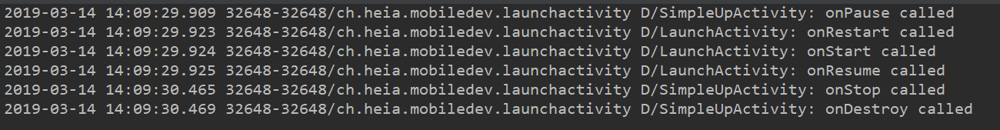 2019-03-14 14:09:29.909 32648-32648/ch.heia.mobiledev.launchactivity D/SimpleUpActivity: onPause called
2019-03-14 14:09:29.923 32648-32648/ch.heia.mobiledev.launchactivity D/LaunchActivity: onRestart called
2019-03-14 14:09:29.924 32648-32648/ch.heia.mobiledev.launchactivity D/LaunchActivity: onStart called
2019-03-14 14:09:29.925 32648-32648/ch.heia.mobiledev.launchactivity D/LaunchActivity: onResume called
2019-03-14 14:09:30.465 32648-32648/ch.heia.mobiledev.launchactivity D/SimpleUpActivity: onStop called
2019-03-14 14:09:30.469 32648-32648/ch.heia.mobiledev.launchactivity D/SimpleUpActivity: onDestroy called